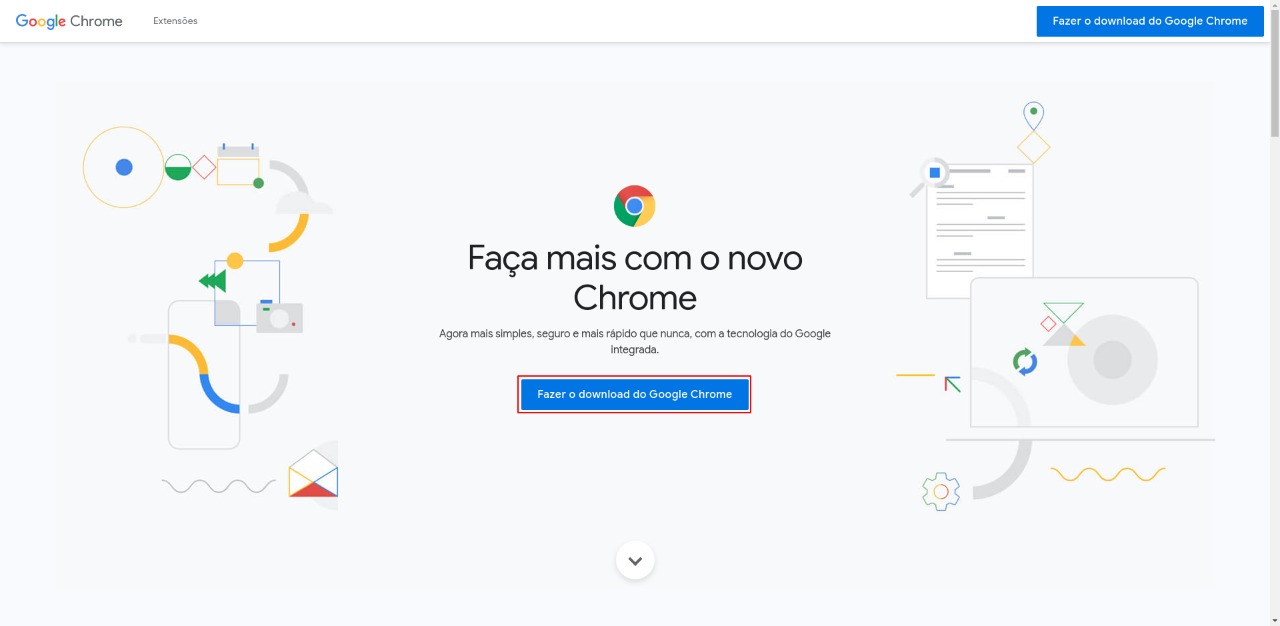 Google Chrome
Extensões
Fazer o download do Google Chrome
Faça mais com o novo
Chrome
Agora mais simples, seguro e mais rápido que nunca, com a tecnologia do Google
integrada.
Fazer o download do Google Chrome